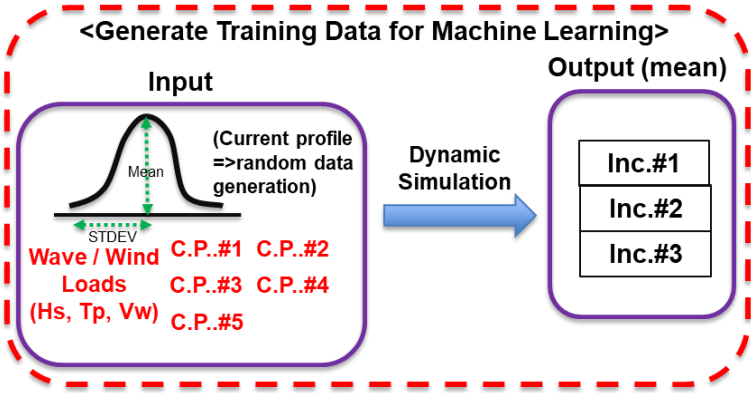 <Generate Training Data for Machine Learning>
Input
(Current profile
=>random data
generation)
Mean
STDEV
Wave / Wind
Loads
(Hs, Tp, Vw)
C.P..#1 C.P..#2
C.P..#3 C.P..#4
C.P..#5
Dynamic
Simulation
Output (mean)
Inc.#1
Inc.#2
Inc.#3